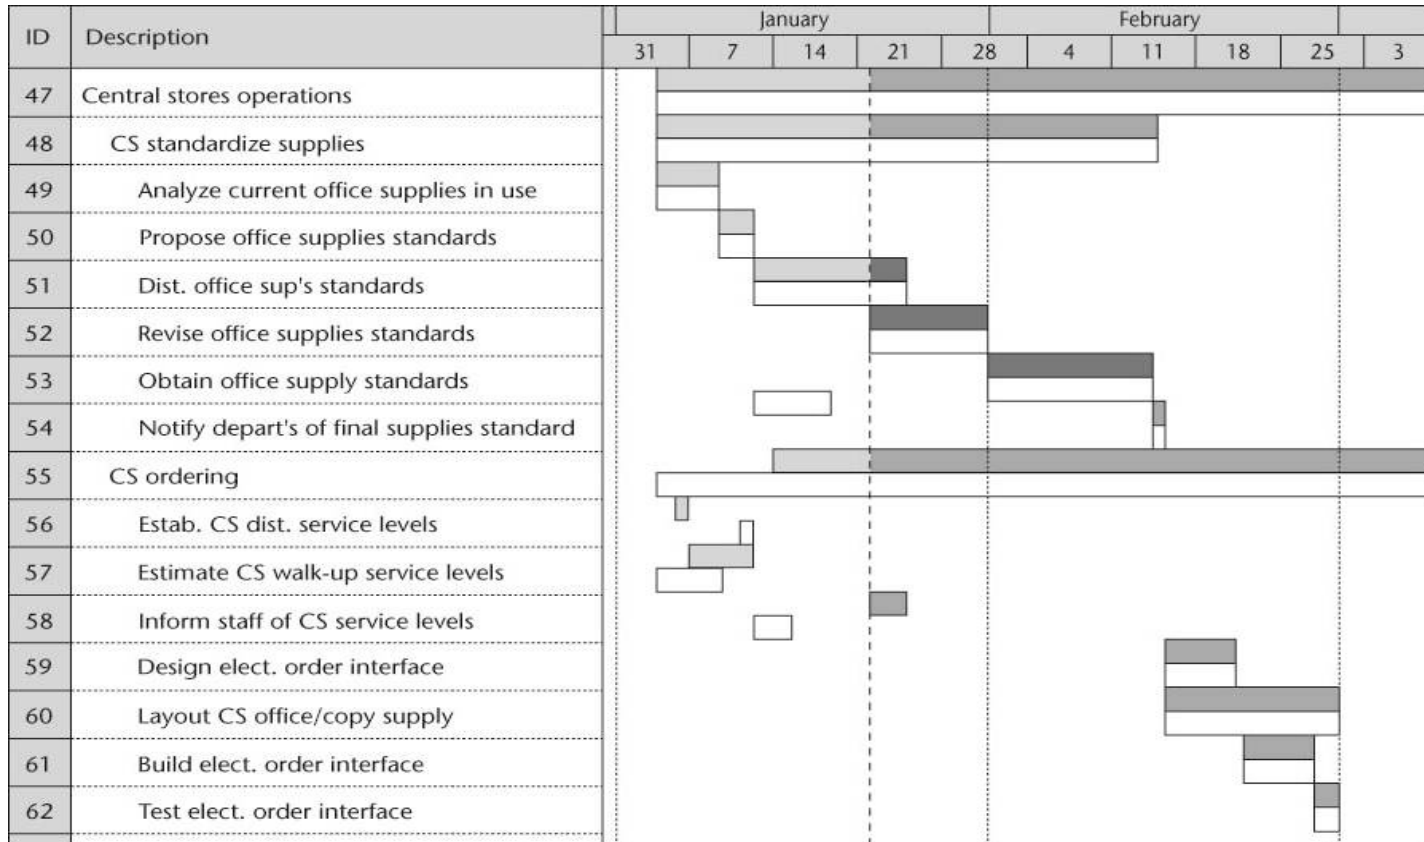 ID Description January February
31 7 14 21 28 4 11 18 25 3
47 Central stores operations
48 CS standardize supplies
49 Analyze current office supplies in use
50 Propose office supplies standards
51 Dist. office sup's standards
52 Revise office supplies standards
53 Obtain office supply standards
54 Notify depart's of final supplies standard
55 CS ordering
56 Estab. CS dist. service levels
57 Estimate CS walk-up service levels
58 Inform staff of CS service levels
59 Design elect. order interface
60 Layout CS office/copy supply
61 Build elect. order interface
62 Test elect. order interface